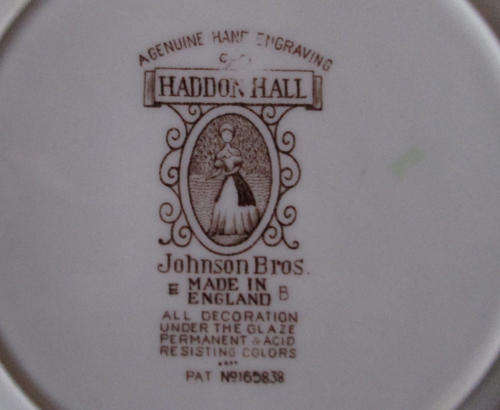 A GENUINE HAND ENGRAVING
HADDON HALL
Johnson Bros.
E MADE IN
ENGLAND B
ALL DECORATION
UNDER THE GLAZE
PERMANENT & ACID
RESISTING COLORS
PAT No165838